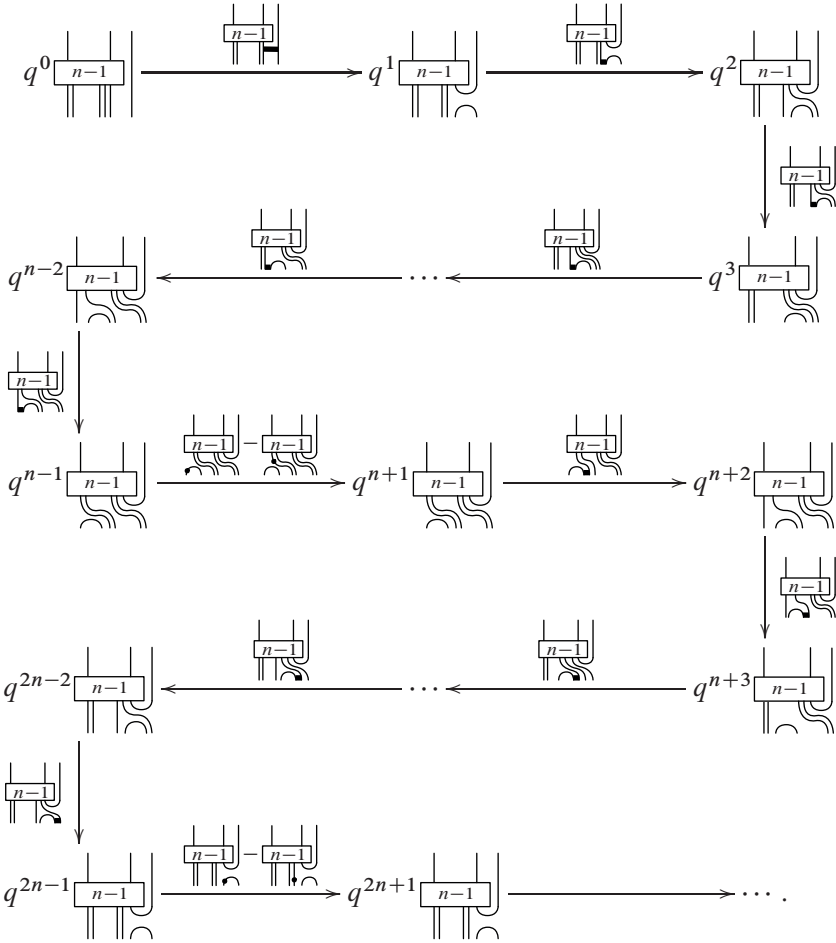 n−1 n−1
q^0 n−1 q^1 n−1 q^2 n−1
n−1
n−1 n−1
q^{n−2} n−1 ⋯ q^3 n−1
n−1
n−1 − n−1 n−1
q^{n−1} n−1 q^{n+1} n−1 q^{n+2} n−1
n−1
n−1 n−1
q^{2n−2} n−1 ⋯ q^{n+3} n−1
n−1
n−1 − n−1
q^{2n−1} n−1 q^{2n+1} n−1 ⋯ .